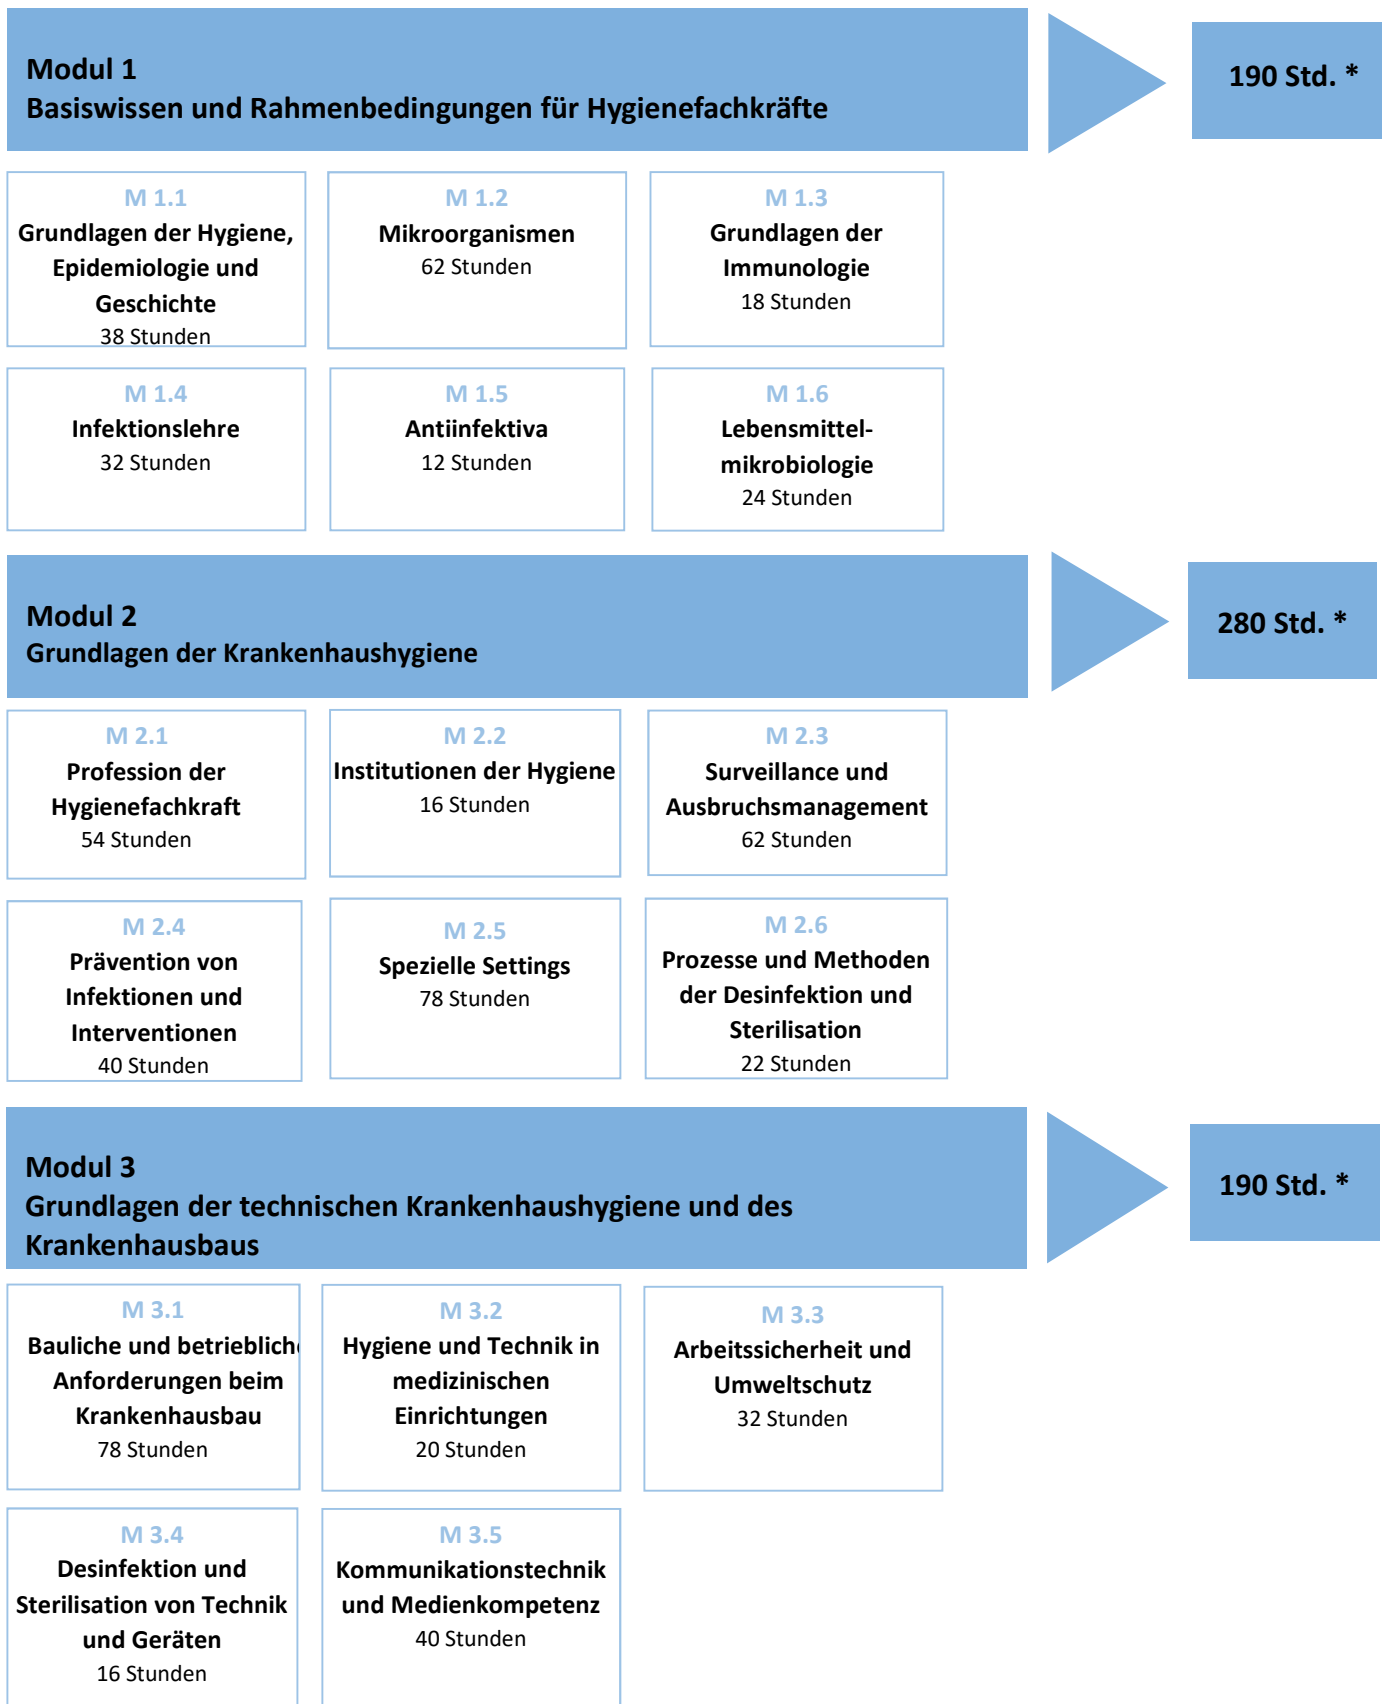 Modul 1
Basiswissen und Rahmenbedingungen für Hygienefachkräfte
190 Std. *
M 1.1
Grundlagen der Hygiene,
Epidemiologie und
Geschichte
38 Stunden
M 1.2
Mikroorganismen
62 Stunden
M 1.3
Grundlagen der
Immunologie
18 Stunden
M 1.4
Infektionslehre
32 Stunden
M 1.5
Antiinfektiva
12 Stunden
M 1.6
Lebensmittel-
mikrobiologie
24 Stunden
Modul 2
Grundlagen der Krankenhaushygiene
280 Std. *
M 2.1
Profession der
Hygienefachkraft
54 Stunden
M 2.2
Institutionen der Hygiene
16 Stunden
M 2.3
Surveillance und
Ausbruchsmanagement
62 Stunden
M 2.4
Prävention von
Infektionen und
Interventionen
40 Stunden
M 2.5
Spezielle Settings
78 Stunden
M 2.6
Prozesse und Methoden
der Desinfektion und
Sterilisation
22 Stunden
Modul 3
Grundlagen der technischen Krankenhaushygiene und des
Krankenhausbaus
190 Std. *
M 3.1
Bauliche und betriebliche
Anforderungen beim
Krankenhausbau
78 Stunden
M 3.2
Hygiene und Technik in
medizinischen
Einrichtungen
20 Stunden
M 3.3
Arbeitssicherheit und
Umweltschutz
32 Stunden
M 3.4
Desinfektion und
Sterilisation von Technik
und Geräten
16 Stunden
M 3.5
Kommunikationstechnik
und Medienkompetenz
40 Stunden